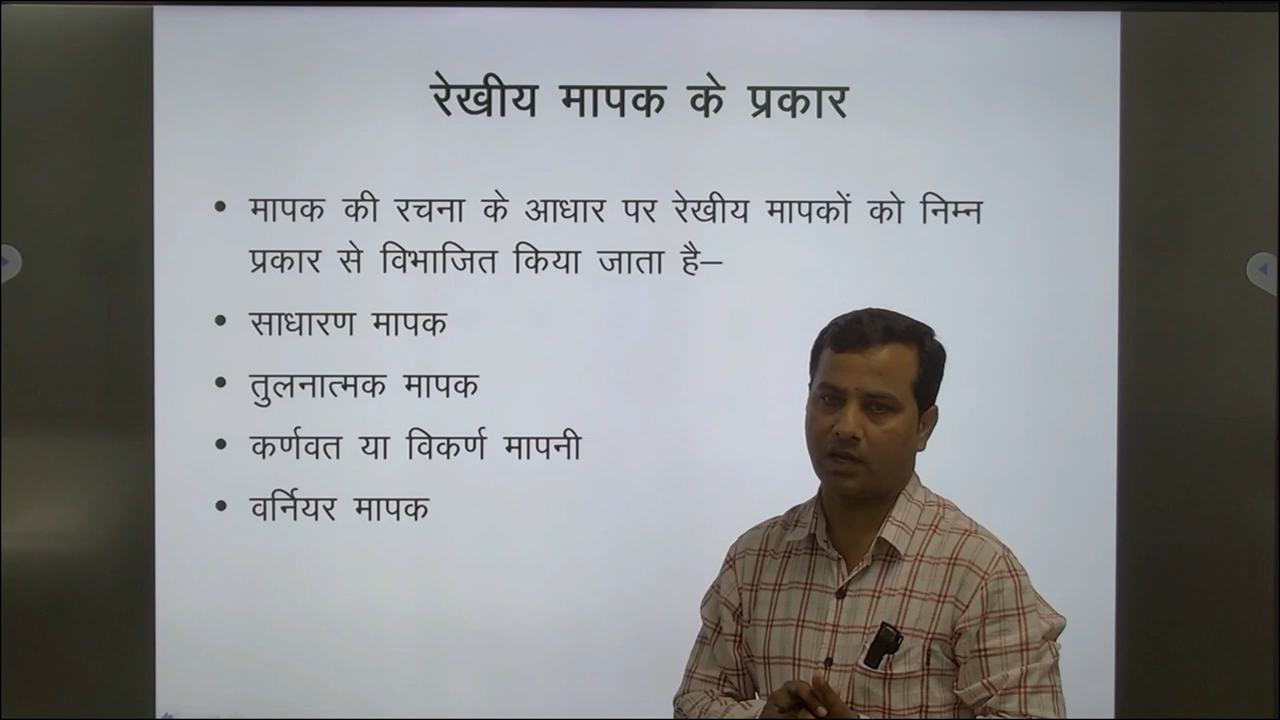 रेखीय मापक के प्रकार
• मापक की रचना के आधार पर रेखीय मापकों को निम्न
प्रकार से विभाजित किया जाता है–
• साधारण मापक
• तुलनात्मक मापक
• कर्णवत या विकर्ण मापनी
• वर्नियर मापक